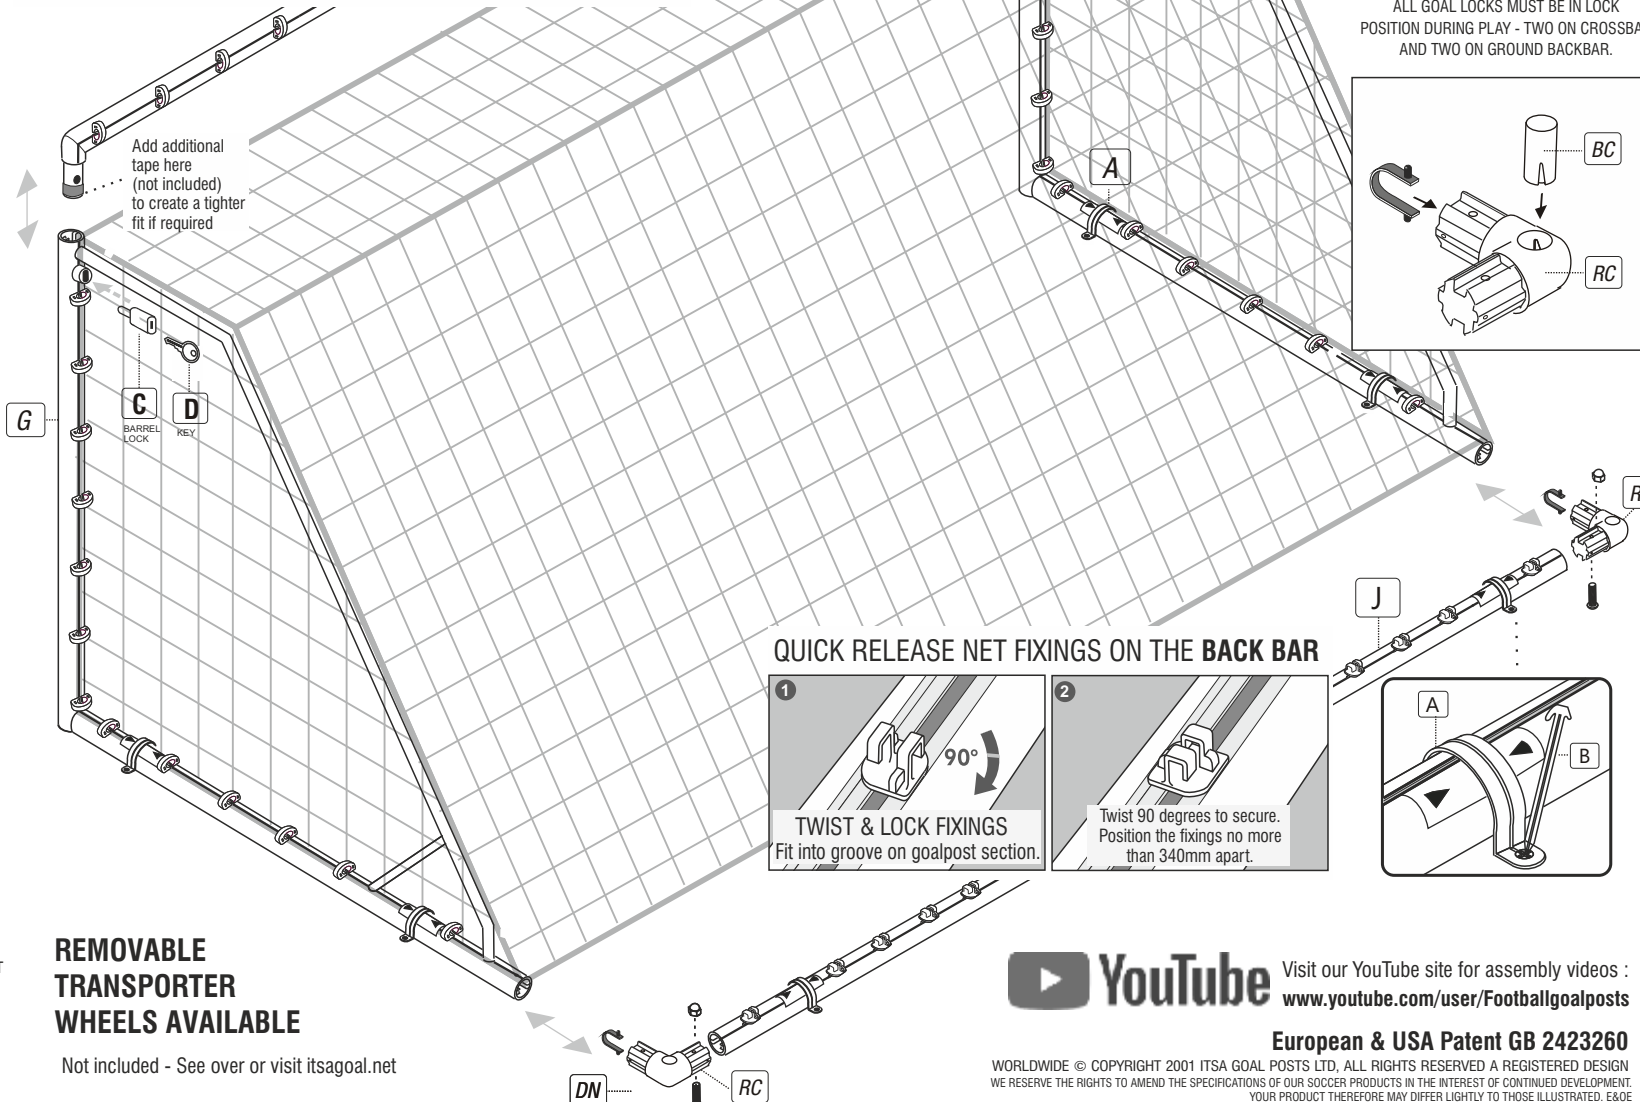 ALL GOAL LOCKS MUST BE IN LOCK
POSITION DURING PLAY - TWO ON CROSSBA
AND TWO ON GROUND BACKBAR.
Add additional
tape here
(not included)
to create a tighter
fit if required
A
BC
RC
G
C
BARREL
LOCK
D
KEY
R
J
QUICK RELEASE NET FIXINGS ON THE BACK BAR
1
90°
TWIST & LOCK FIXINGS
Fit into groove on goalpost section.
2
Twist 90 degrees to secure.
Position the fixings no more
than 340mm apart.
A
B
REMOVABLE
TRANSPORTER
WHEELS AVAILABLE
Not included - See over or visit itsagoal.net
T
DN
RC
YouTube
Visit our YouTube site for assembly videos :
www.youtube.com/user/Footballgoalposts
European & USA Patent GB 2423260
WORLDWIDE © COPYRIGHT 2001 ITSA GOAL POSTS LTD, ALL RIGHTS RESERVED A REGISTERED DESIGN
WE RESERVE THE RIGHTS TO AMEND THE SPECIFICATIONS OF OUR SOCCER PRODUCTS IN THE INTEREST OF CONTINUED DEVELOPMENT.
YOUR PRODUCT THEREFORE MAY DIFFER LIGHTLY TO THOSE ILLUSTRATED. E&OE